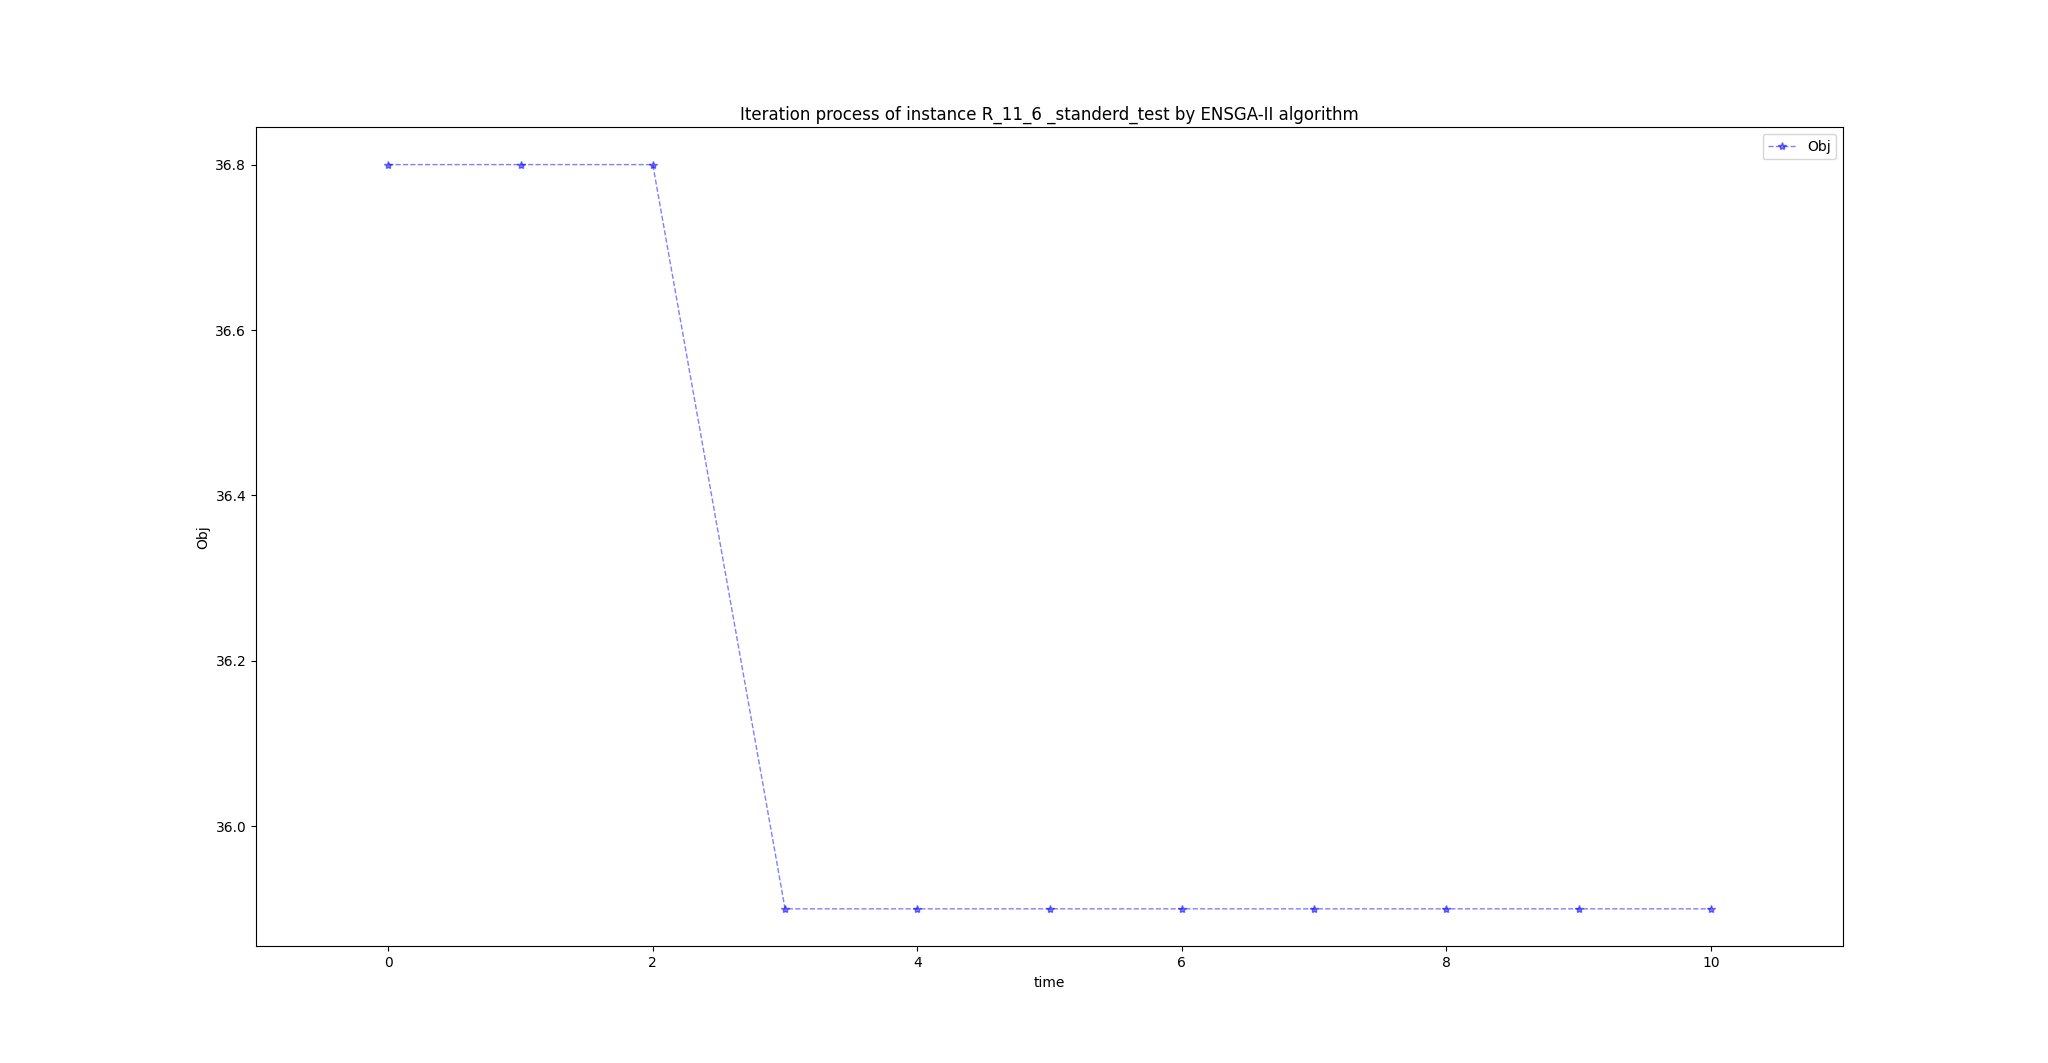 Iteration process of instance R_11_6 _standerd_test by ENSGA-II algorithm
Obj
36.8
36.6
36.4
36.2
36.0
Obj
0 2 4 6 8 10
time